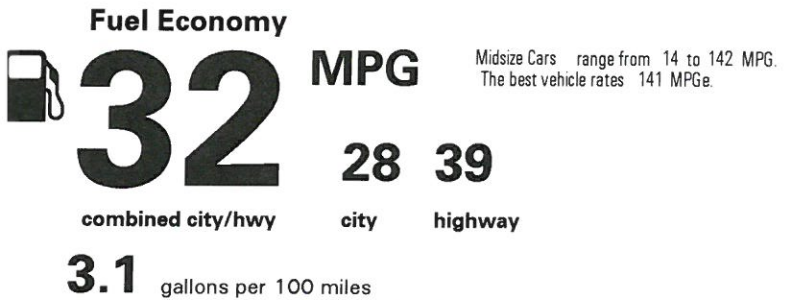 Fuel Economy
32 MPG
Midsize Cars range from 14 to 142 MPG.
The best vehicle rates 141 MPGe.
28 39
combined city/hwy city highway
3.1 gallons per 100 miles